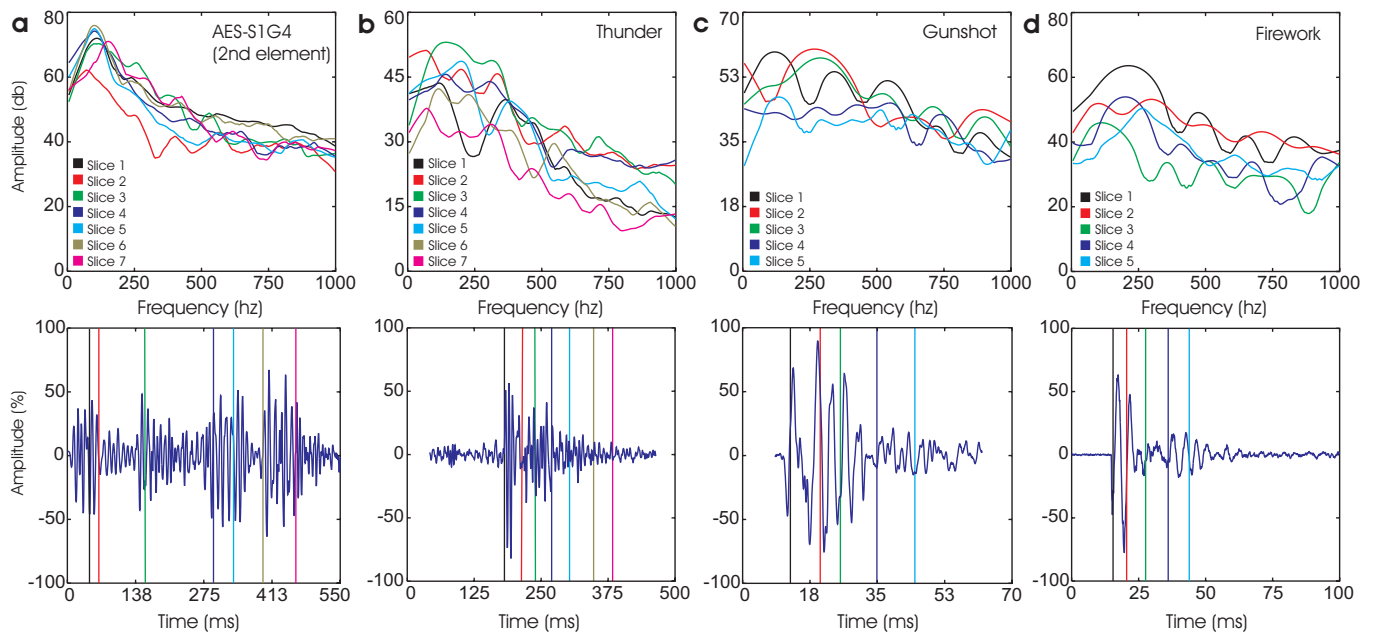 a
AES-S1G4
(2nd element)
Amplitude (db)
80
60
40
20
0
Slice 1
Slice 2
Slice 3
Slice 4
Slice 5
Slice 6
Slice 7
0 250 500 750 1000
Frequency (hz)
b
Thunder
60
45
30
15
0
Slice 1
Slice 2
Slice 3
Slice 4
Slice 5
Slice 6
Slice 7
0 250 500 750 1000
Frequency (hz)
c
Gunshot
70
53
35
18
0
Slice 1
Slice 2
Slice 3
Slice 4
Slice 5
0 250 500 750 1000
Frequency (hz)
d
Firework
80
60
40
20
0
Slice 1
Slice 2
Slice 3
Slice 4
Slice 5
0 250 500 750 1000
Frequency (hz)
Amplitude (%)
100
50
0
-50
-100
0 138 275 413 550
Time (ms)
100
50
0
-50
-100
0 125 250 375 500
Time (ms)
100
50
0
-50
-100
0 18 35 53 70
Time (ms)
100
50
0
-50
-100
0 25 50 75 100
Time (ms)